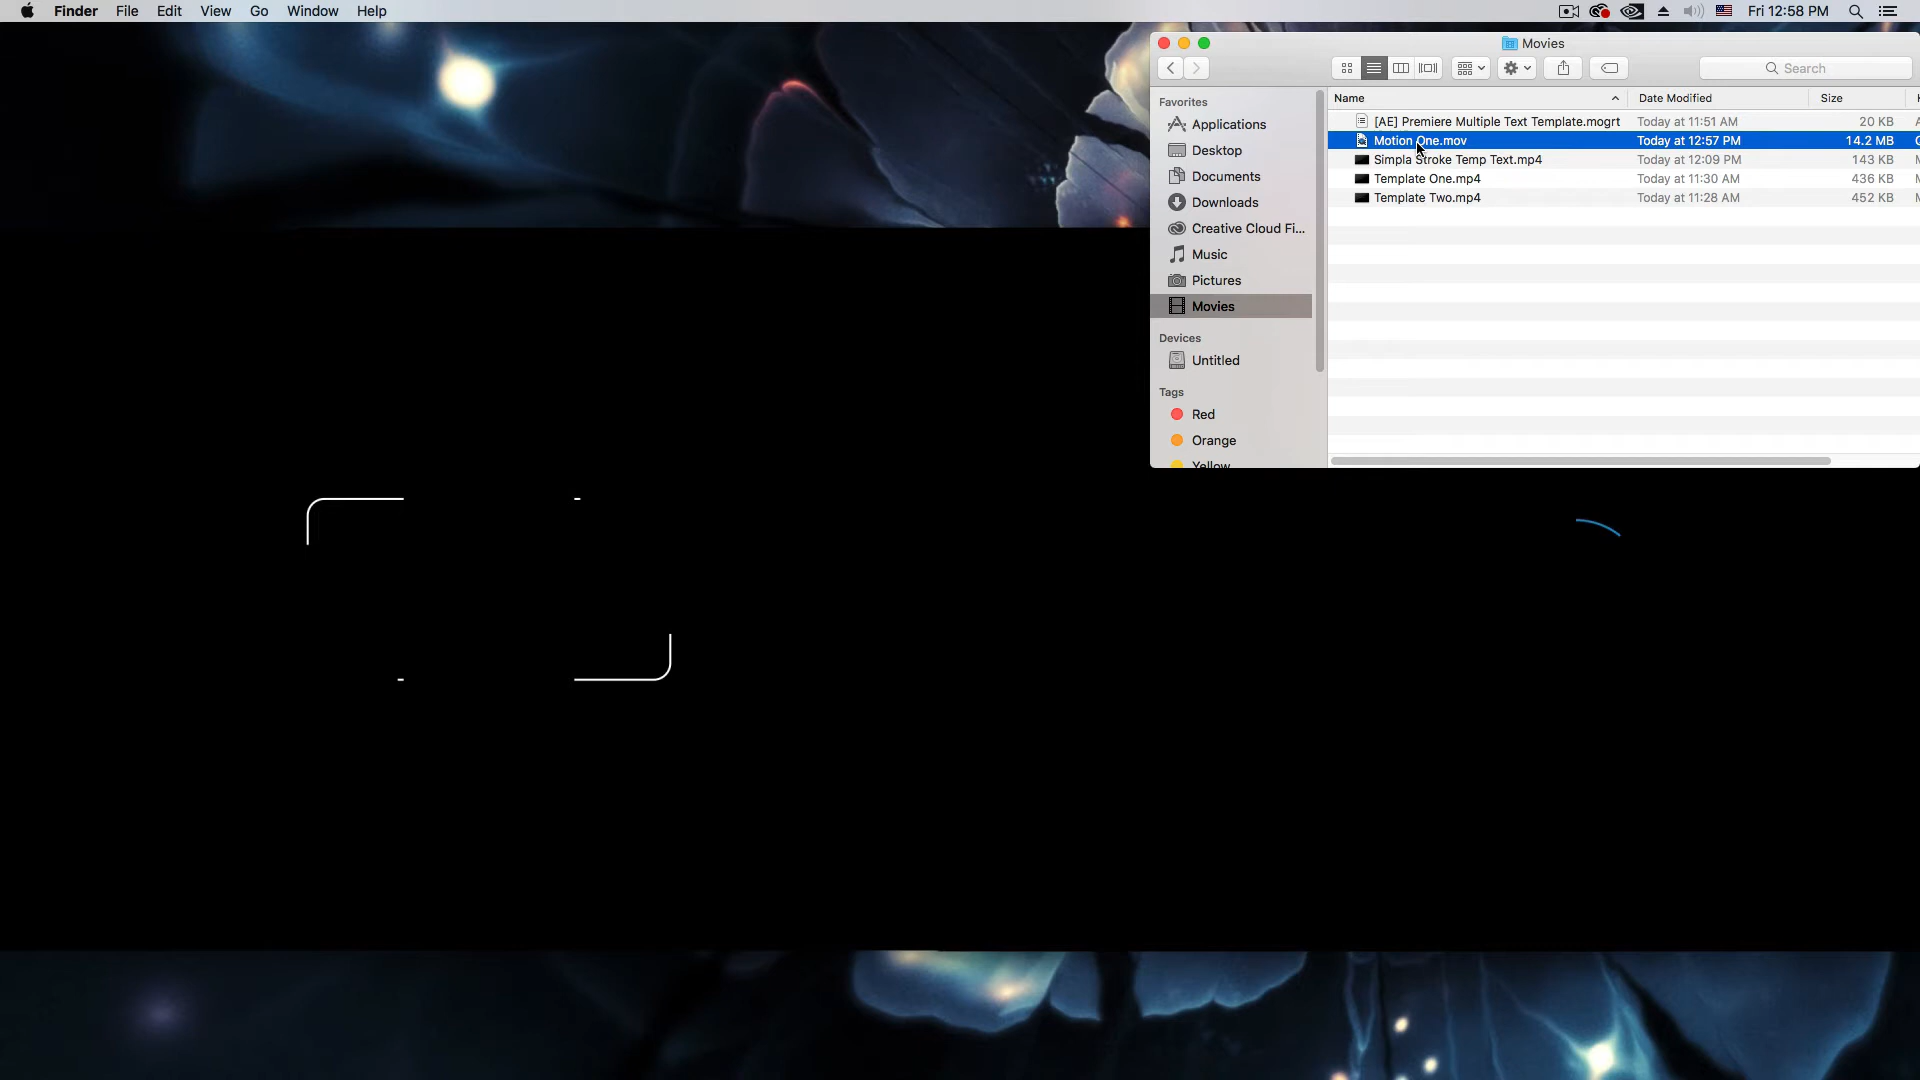 Finder File Edit View Go Window Help Fri 12:58 PM
Movies
Search
Favorites
Applications
Desktop
Documents
Downloads
Creative Cloud Fi...
Music
Pictures
Movies
Devices
Untitled
Tags
Red
Orange
Yellow
Name Date Modified Size
[AE] Premiere Multiple Text Template.mogrt Today at 11:51 AM 20 KB
Motion One.mov Today at 12:57 PM 14.2 MB
Simpla Stroke Temp Text.mp4 Today at 12:09 PM 143 KB
Template One.mp4 Today at 11:30 AM 436 KB
Template Two.mp4 Today at 11:28 AM 452 KB